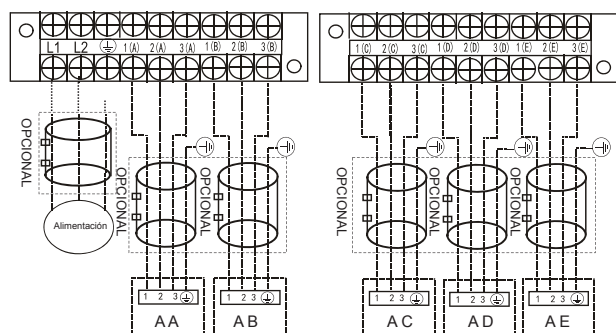 L1 L2 1(A) 2(A) 3(A) 1(B) 2(B) 3(B)
1(C) 2(C) 3(C) 1(D) 2(D) 3(D) 1(E) 2(E) 3(E)
OPCIONAL
Alimentación
OPCIONAL
OPCIONAL
OPCIONAL
OPCIONAL
OPCIONAL
1 2 3
1 2 3
1 2 3
1 2 3
1 2 3
AA
AB
AC
AD
AE